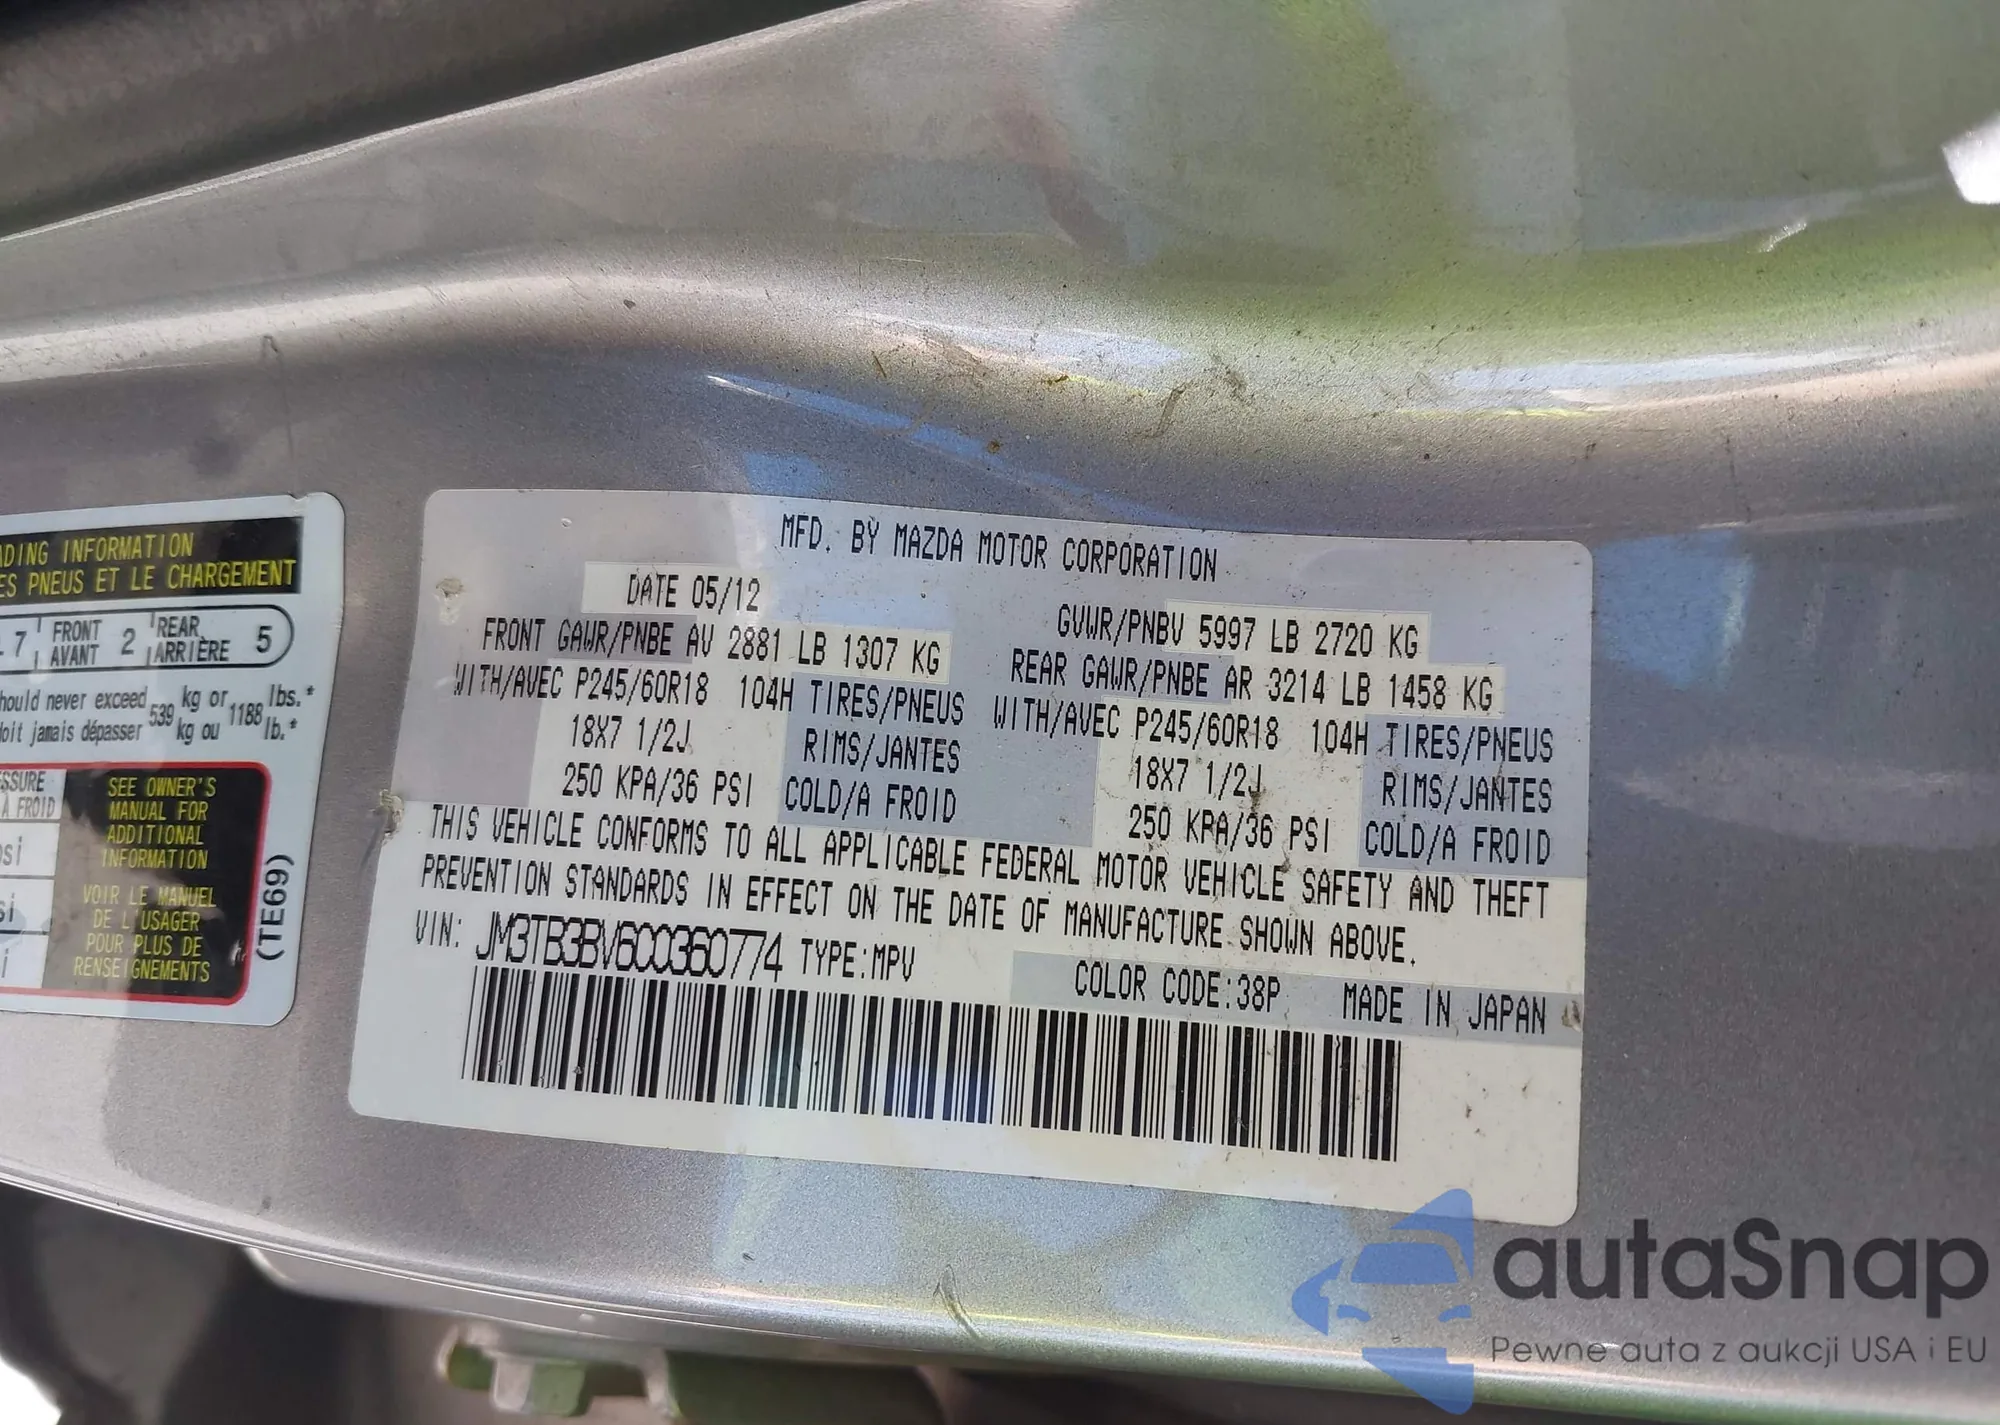 ADING INFORMATION
ES PNEUS ET LE CHARGEMENT
7 FRONT AVANT 2 REAR ARRIÈRE 5
hould never exceed 539 kg or 1188 lbs.*
doit jamais dépasser kg ou lb.*
SSURE
A FROID
SEE OWNER'S
MANUAL FOR
ADDITIONAL
INFORMATION
VOIR LE MANUEL
DE L'USAGER
POUR PLUS DE
RENSEIGNEMENTS
psi
si
i
(TE69)
MFD. BY MAZDA MOTOR CORPORATION
DATE 05/12
GVWR/PNBV 5997 LB 2720 KG
FRONT GAWR/PNBE AV 2881 LB 1307 KG
REAR GAWR/PNBE AR 3214 LB 1458 KG
WITH/AVEC P245/60R18 104H TIRES/PNEUS
WITH/AVEC P245/60R18 104H TIRES/PNEUS
18X7 1/2J RIMS/JANTES
18X7 1/2J RIMS/JANTES
250 KPA/36 PSI COLD/A FROID
250 KPA/36 PSI COLD/A FROID
THIS VEHICLE CONFORMS TO ALL APPLICABLE FEDERAL MOTOR VEHICLE SAFETY AND THEFT
PREVENTION STANDARDS IN EFFECT ON THE DATE OF MANUFACTURE SHOWN ABOVE.
VIN: JM3TB3BV6C0360774 TYPE:MPV
COLOR CODE:38P MADE IN JAPAN
autaSnap
Pewne auta z aukcji USA i EU